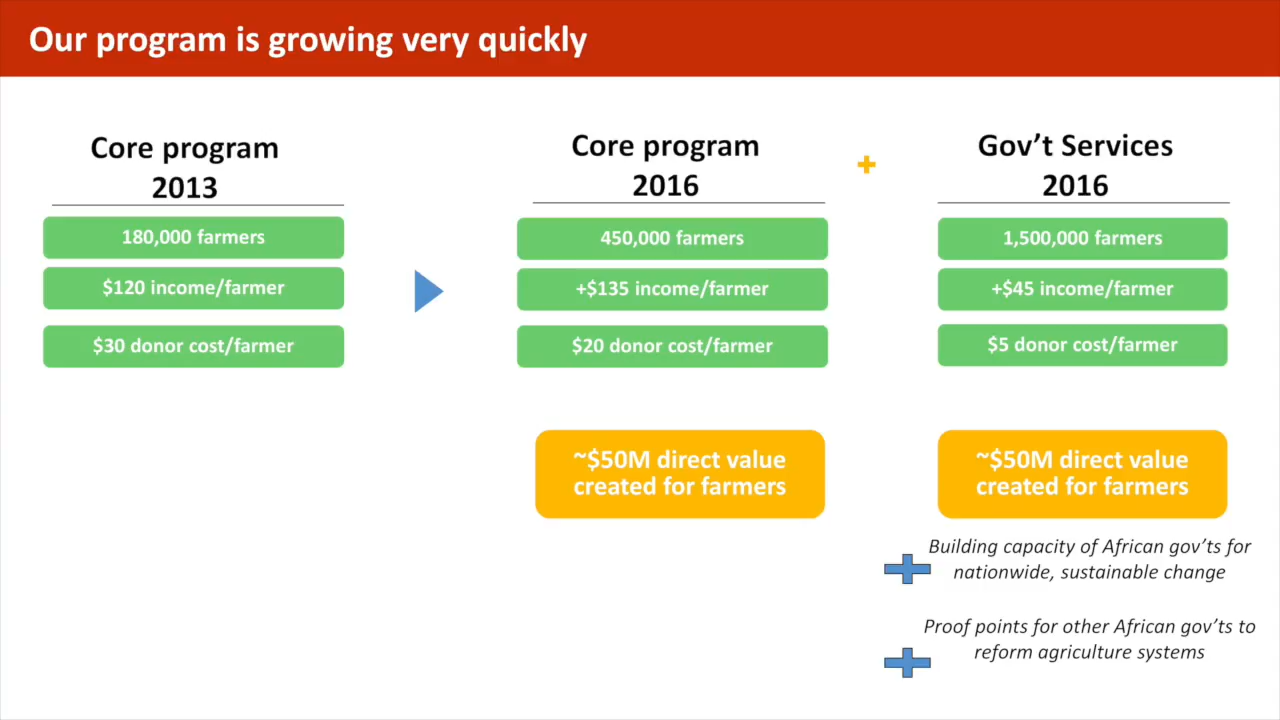 Our program is growing very quickly
Core program
2013
180,000 farmers
$120 income/farmer
$30 donor cost/farmer
Core program
2016
450,000 farmers
+$135 income/farmer
$20 donor cost/farmer
~$50M direct value
created for farmers
+
Gov’t Services
2016
1,500,000 farmers
+$45 income/farmer
$5 donor cost/farmer
~$50M direct value
created for farmers
Building capacity of African gov’ts for
nationwide, sustainable change
Proof points for other African gov’ts to
reform agriculture systems